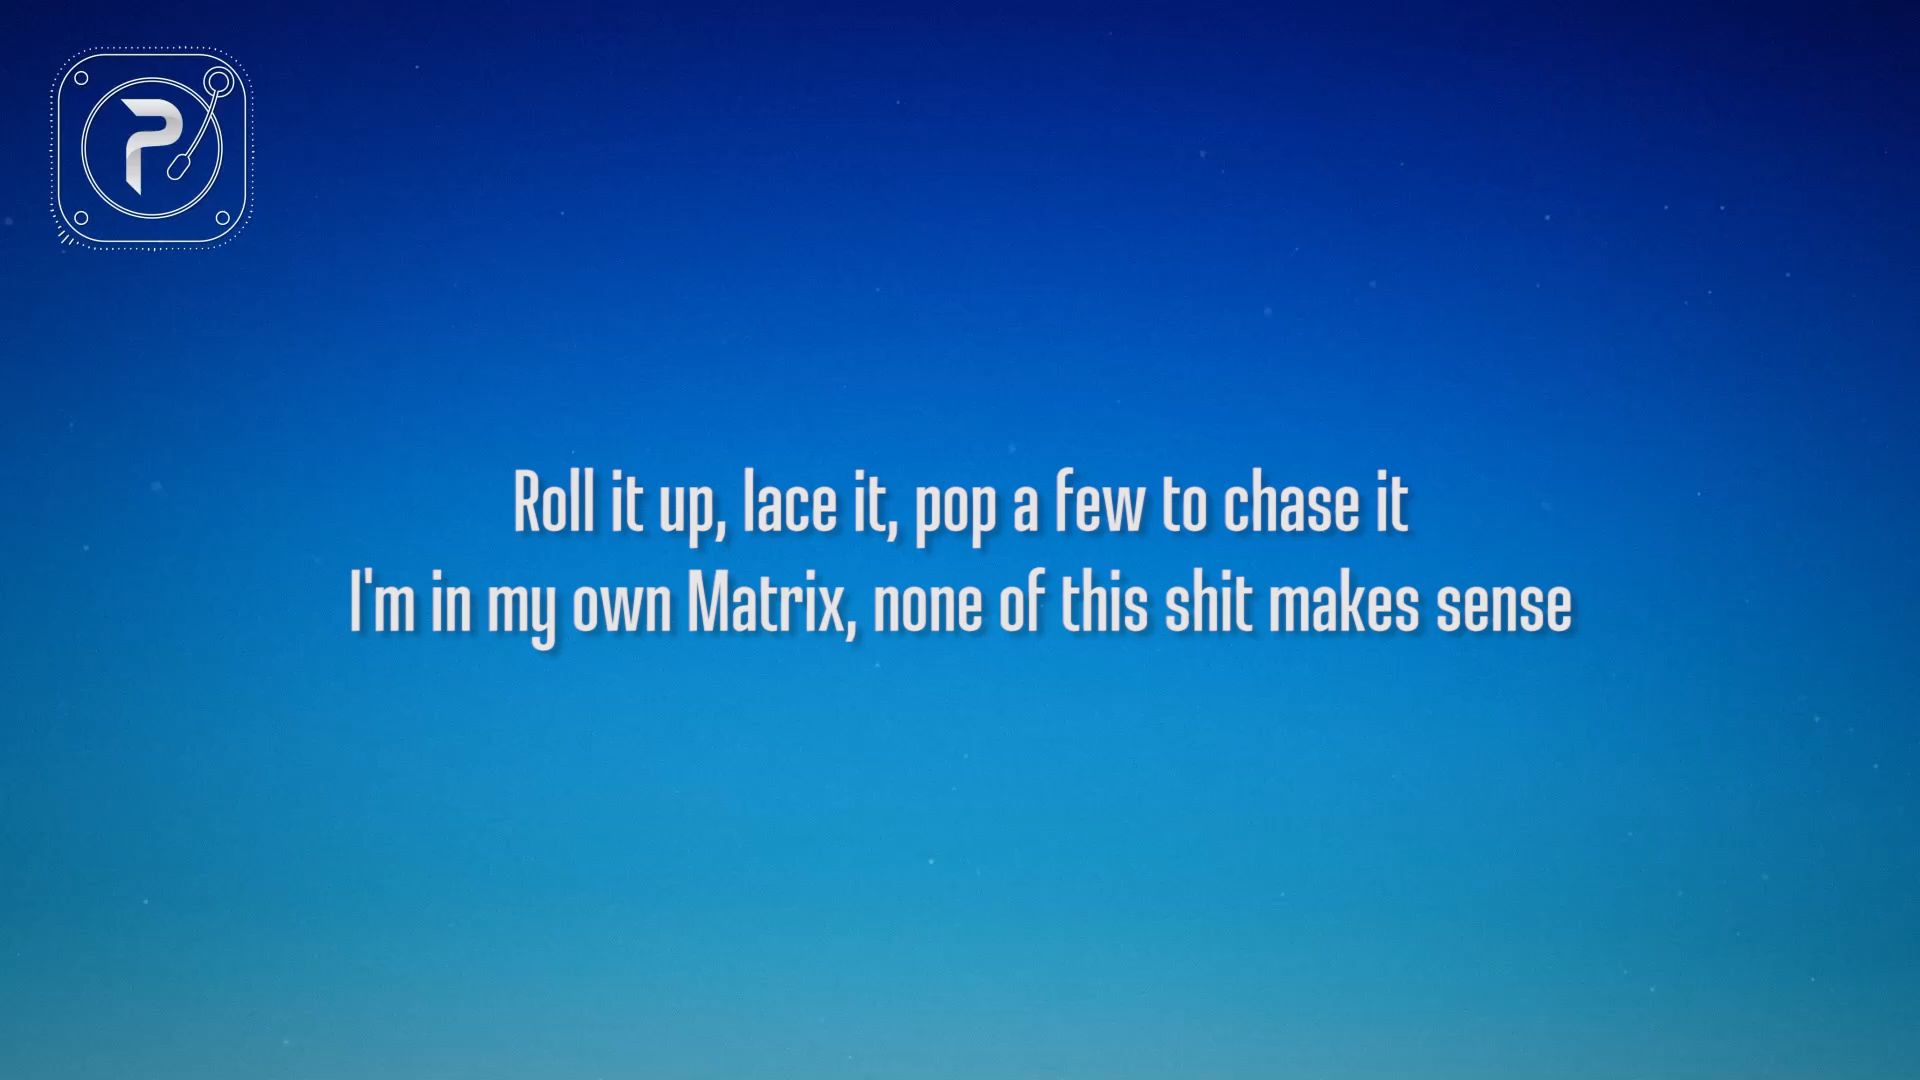 P
Roll it up, lace it, pop a few to chase it
I'm in my own Matrix, none of this shit makes sense